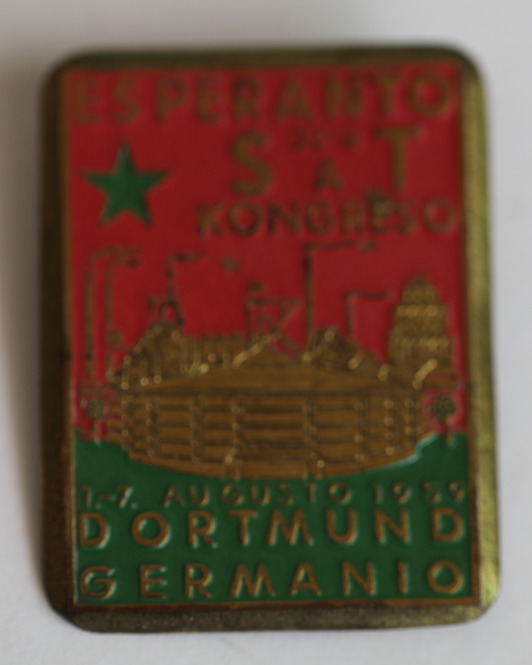 ESPERANTO
S A T
KONGRESO
1.-7. AUGUSTO 1959
DORTMUND
GERMANIO